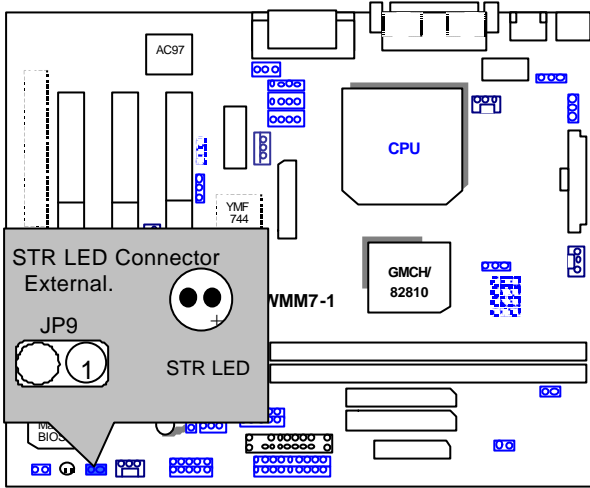 AC97
CPU
YMF
744
STR LED Connector
External.
GMCH/
82810
WMM7-1
JP9
1
STR LED
BIOS